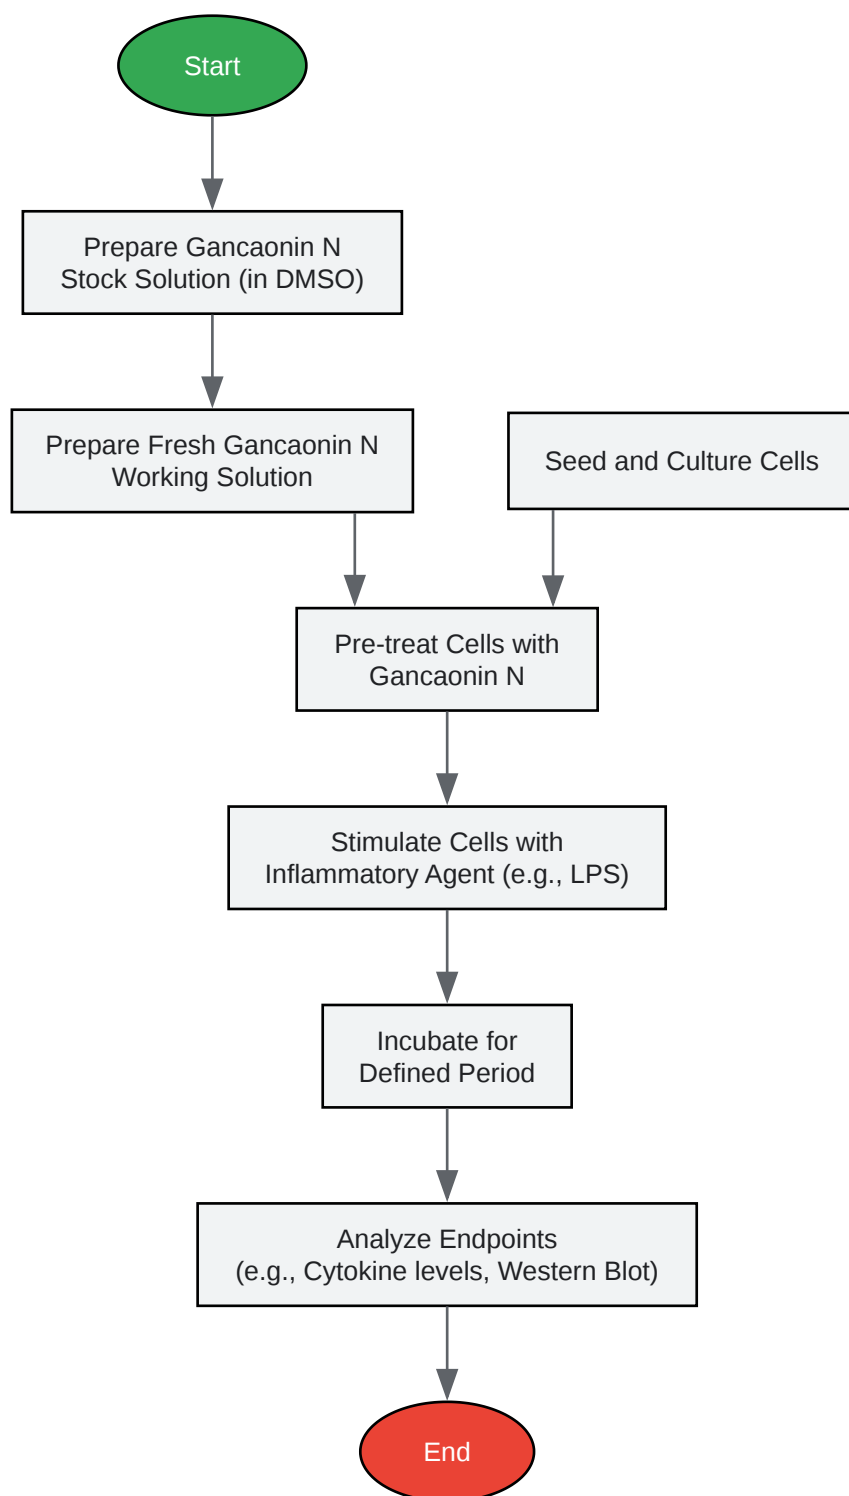 Start
Prepare Gancaonin N
Stock Solution (in DMSO)
Prepare Fresh Gancaonin N
Working Solution
Seed and Culture Cells
Pre-treat Cells with
Gancaonin N
Stimulate Cells with
Inflammatory Agent (e.g., LPS)
Incubate for
Defined Period
Analyze Endpoints
(e.g., Cytokine levels, Western Blot)
End